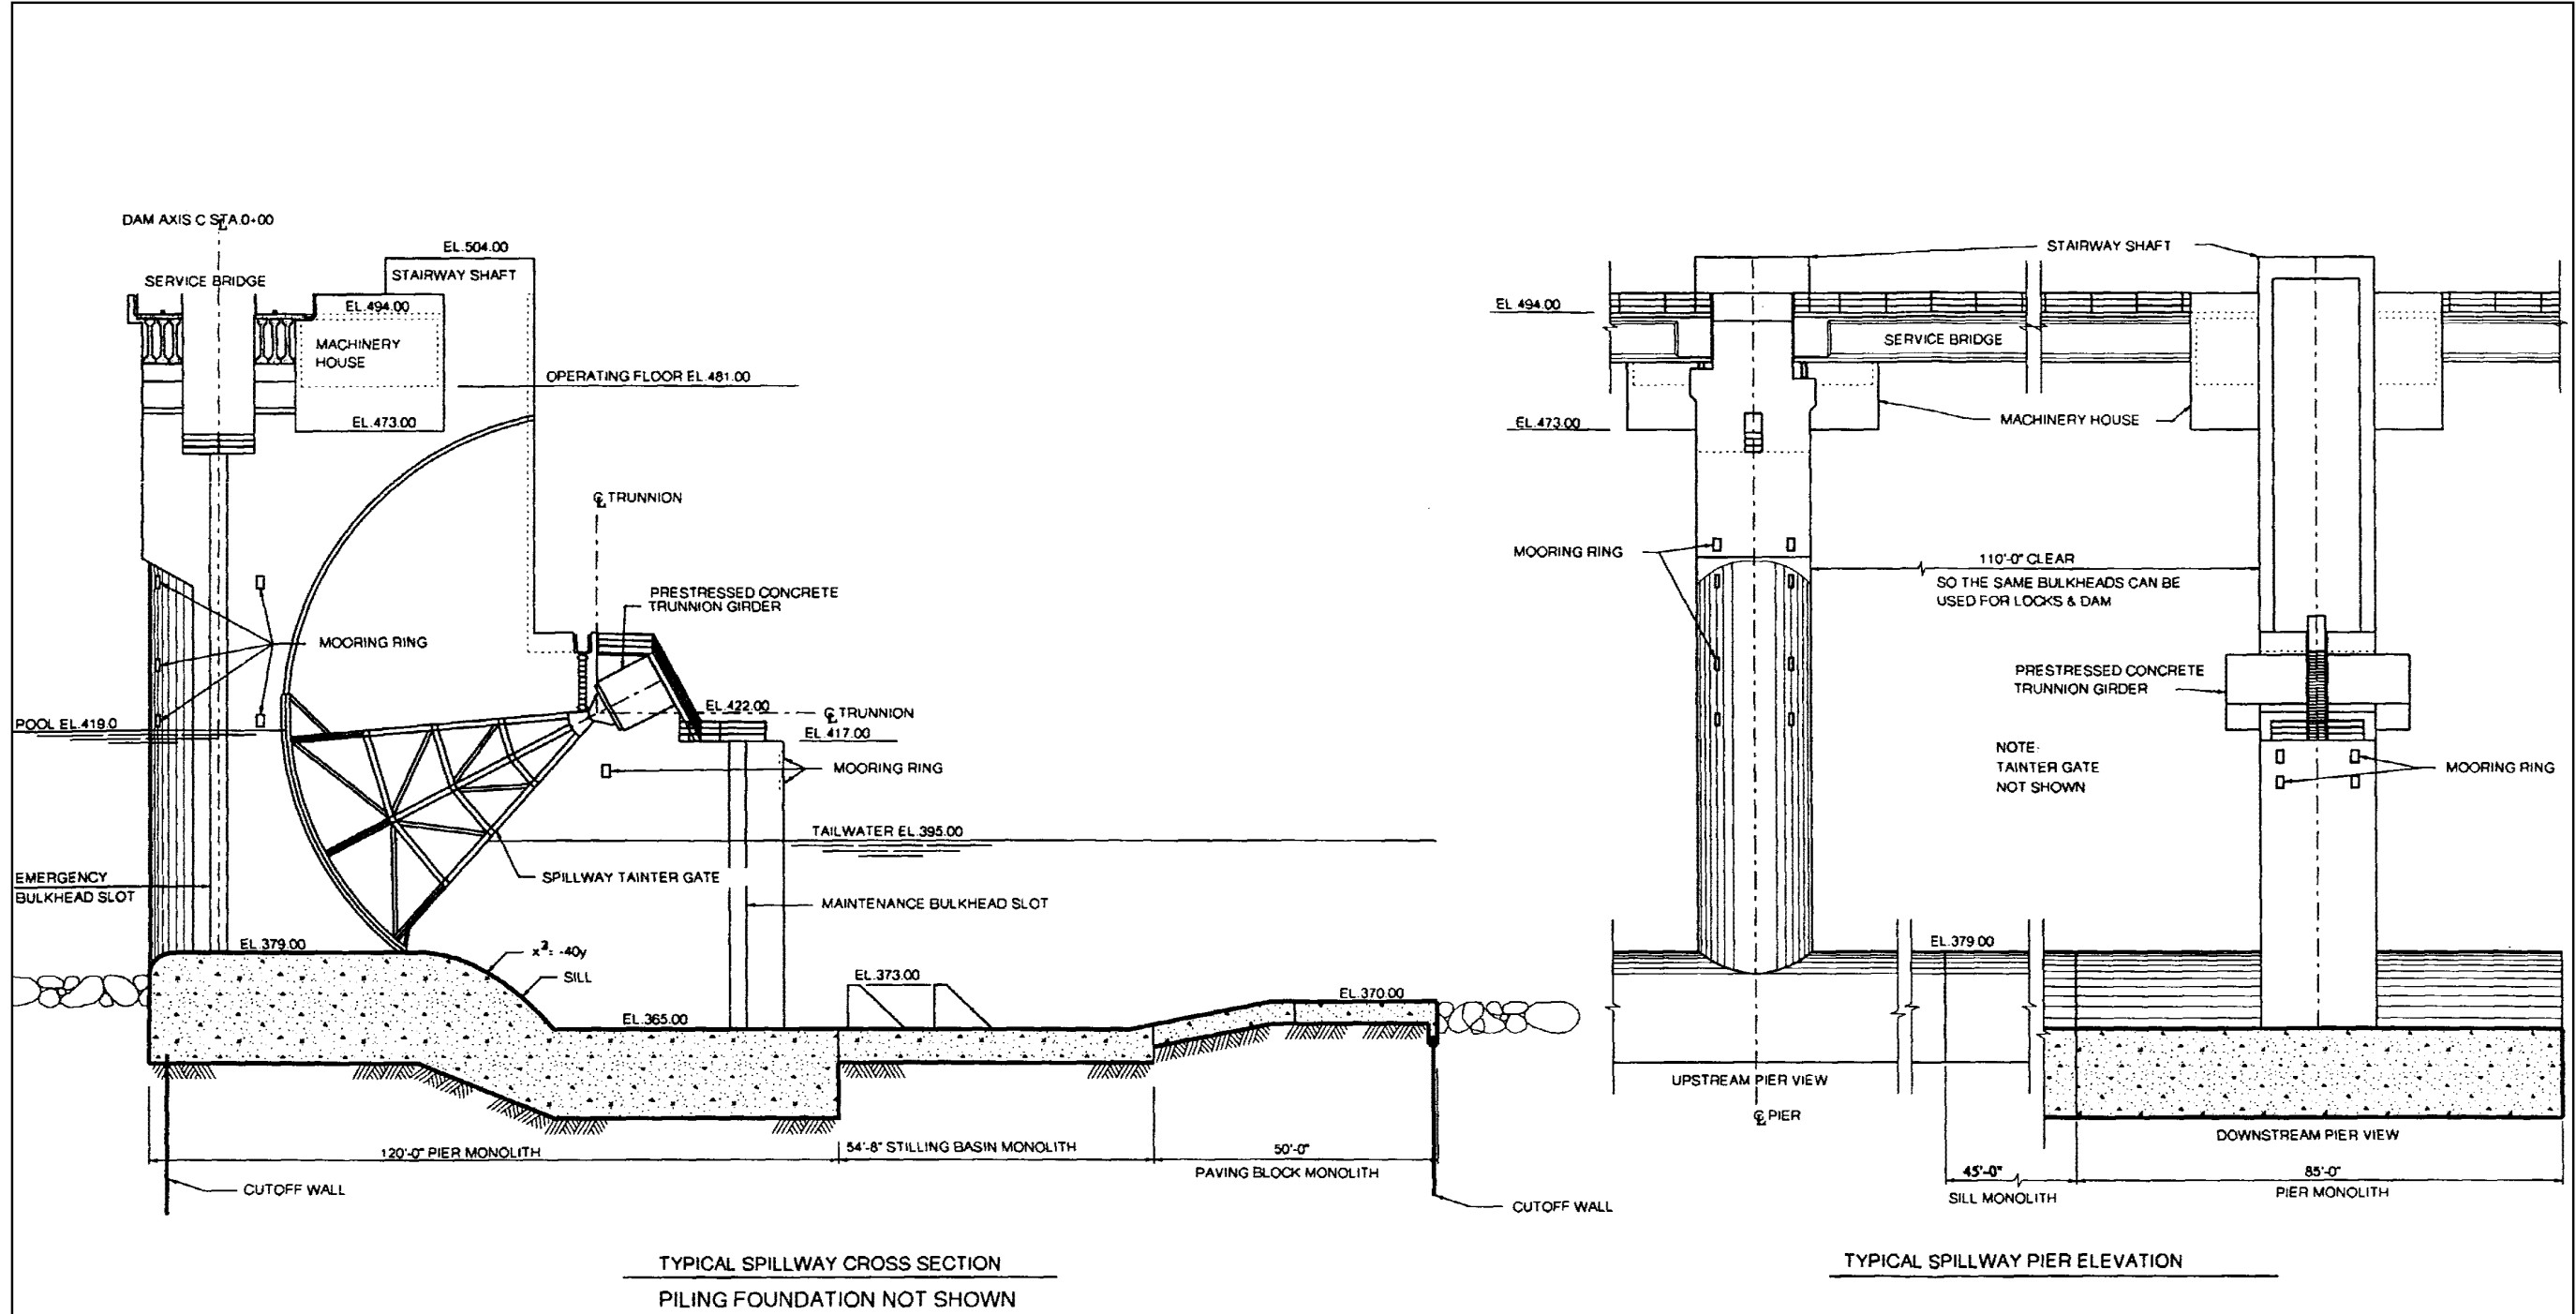 DAM AXIS C STA.0+00
EL.504.00
SERVICE BRIDGE
STAIRWAY SHAFT
EL.494.00
MACHINERY
HOUSE
OPERATING FLOOR EL.481.00
EL.473.00
℄ TRUNNION
PRESTRESSED CONCRETE
TRUNNION GIRDER
MOORING RING
POOL EL.419.0
EL.422.00
℄ TRUNNION
EL.417.00
MOORING RING
TAILWATER EL.395.00
EMERGENCY
BULKHEAD SLOT
SPILLWAY TAINTER GATE
MAINTENANCE BULKHEAD SLOT
EL.379.00
x²= -40y
SILL
EL.373.00
EL.370.00
EL.365.00
120'-0" PIER MONOLITH
54'-8" STILLING BASIN MONOLITH
50'-0"
PAVING BLOCK MONOLITH
CUTOFF WALL
CUTOFF WALL
TYPICAL SPILLWAY CROSS SECTION
PILING FOUNDATION NOT SHOWN
STAIRWAY SHAFT
EL.494.00
SERVICE BRIDGE
MACHINERY HOUSE
EL.473.00
MOORING RING
110'-0" CLEAR
SO THE SAME BULKHEADS CAN BE
USED FOR LOCKS & DAM
PRESTRESSED CONCRETE
TRUNNION GIRDER
NOTE:
TAINTER GATE
NOT SHOWN
MOORING RING
EL.379.00
UPSTREAM PIER VIEW
℄ PIER
DOWNSTREAM PIER VIEW
45'-0"
SILL MONOLITH
85'-0"
PIER MONOLITH
TYPICAL SPILLWAY PIER ELEVATION